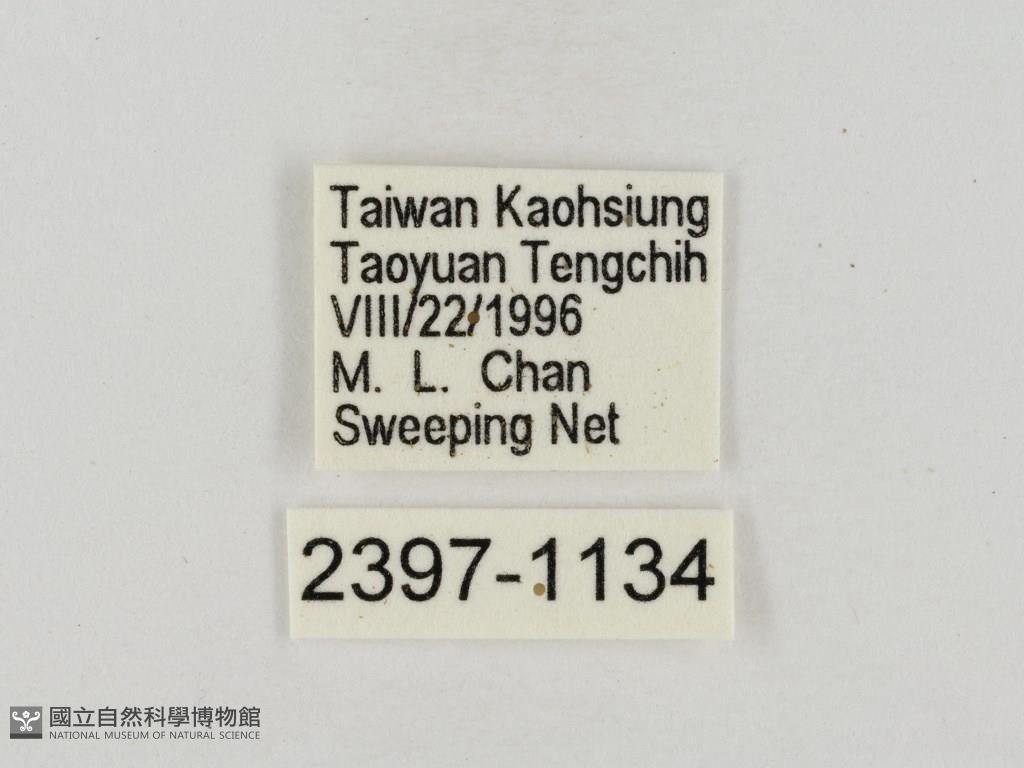 Taiwan Kaohsiung
Taoyuan Tengchih
VIII/22/1996
M. L. Chan
Sweeping Net
2397-1134
國立自然科學博物館
NATIONAL MUSEUM OF NATURAL SCIENCE